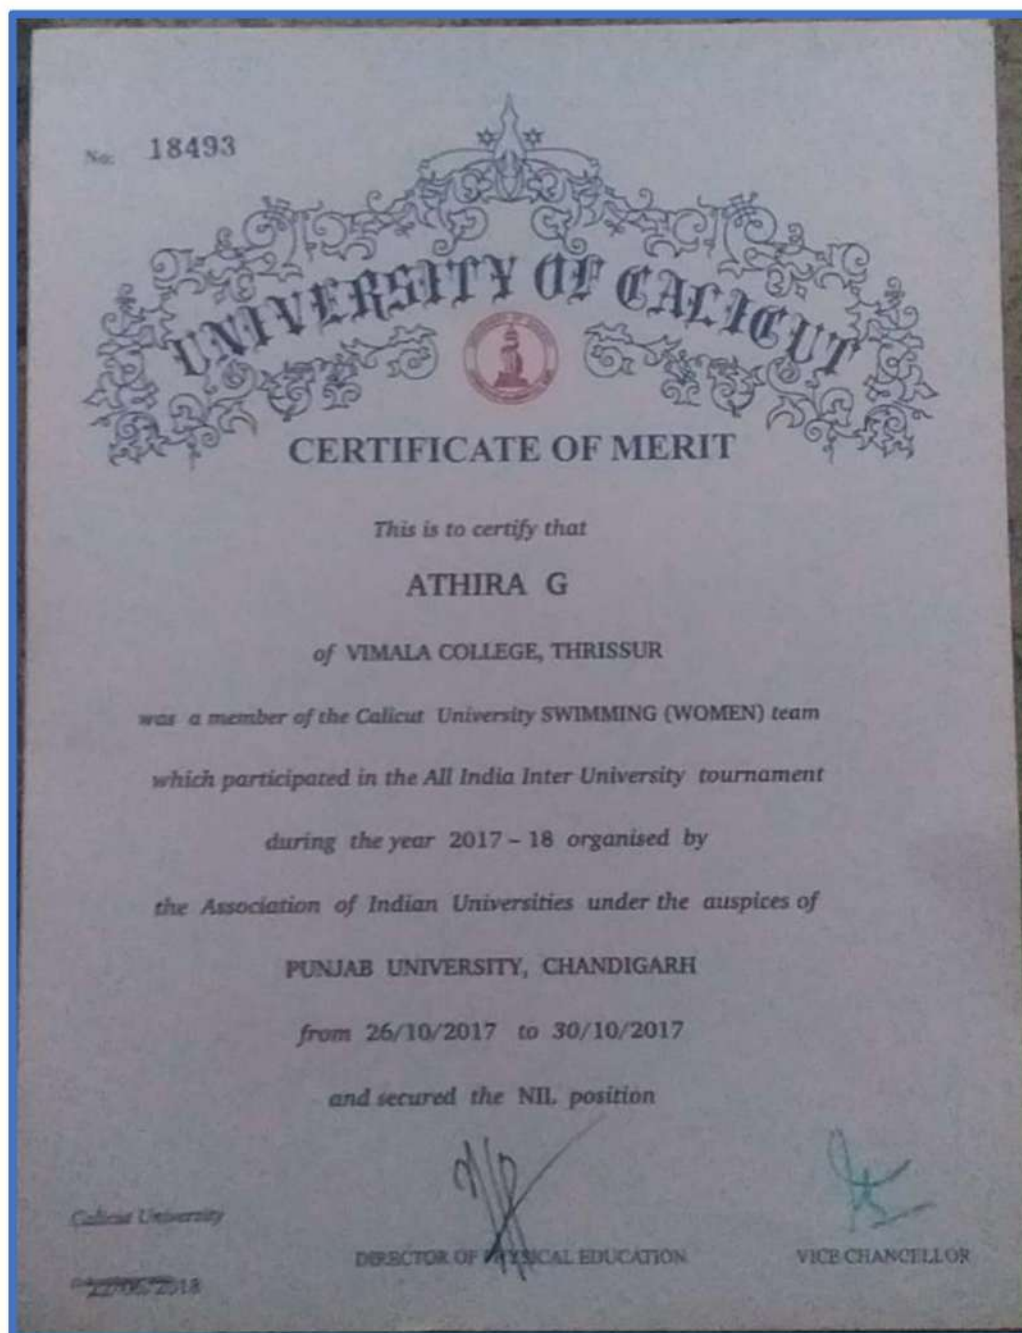 No: 18493
UNIVERSITY OF CALICUT
CERTIFICATE OF MERIT
This is to certify that
ATHIRA G
of VIMALA COLLEGE, THRISSUR
was a member of the Calicut University SWIMMING (WOMEN) team
which participated in the All India Inter University tournament
during the year 2017 – 18 organised by
the Association of Indian Universities under the auspices of
PUNJAB UNIVERSITY, CHANDIGARH
from 26/10/2017 to 30/10/2017
and secured the NIL position
Calicut University
DIRECTOR OF PHYSICAL EDUCATION
VICE CHANCELLOR